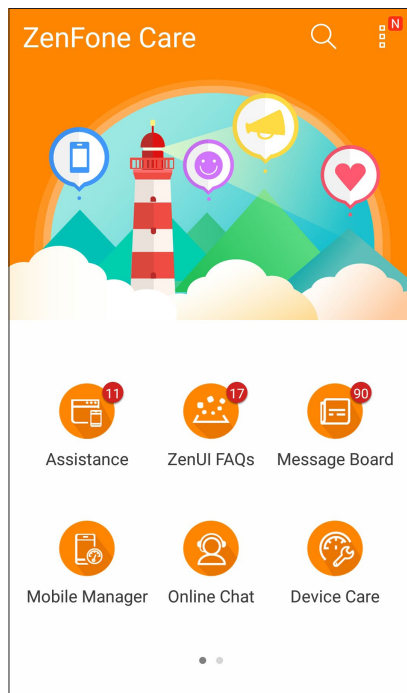 ZenFone Care
N
11
17
90
Assistance
ZenUI FAQs
Message Board
Mobile Manager
Online Chat
Device Care